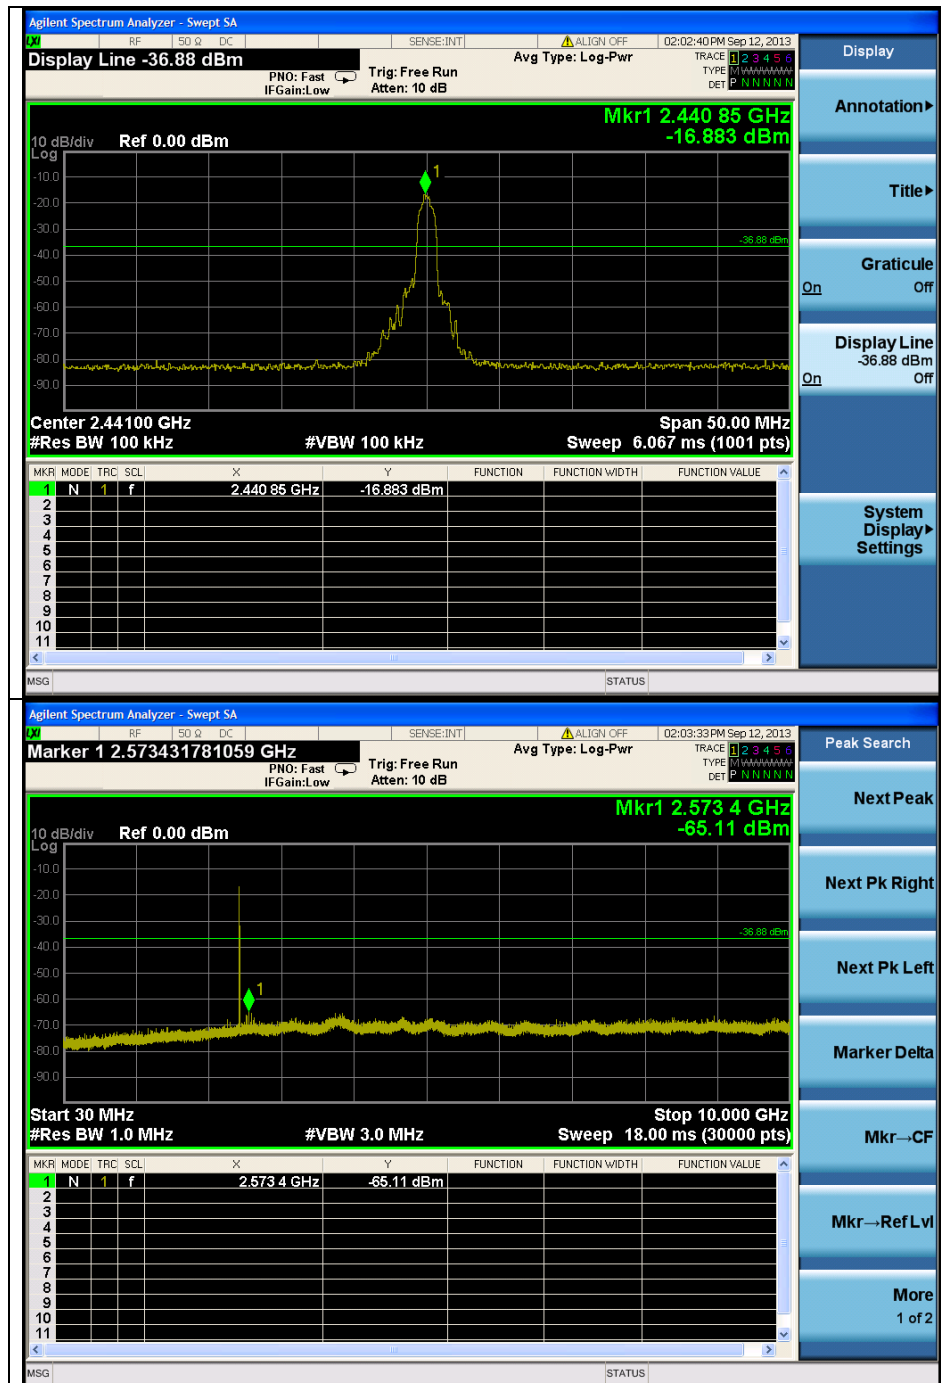 Agilent Spectrum Analyzer - Swept SA
LXI RF 50 Ω DC SENSE:INT ALIGN OFF 02:02:40 PM Sep 12, 2013
Display Line -36.88 dBm
PNO: Fast
IFGain:Low
Trig: Free Run
Atten: 10 dB
Avg Type: Log-Pwr
TRACE 1 2 3 4 5 6
TYPE M
DET P N N N N N
Mkr1 2.440 85 GHz
-16.883 dBm
10 dB/div Ref 0.00 dBm
Log
1
-10.0
-20.0
-30.0
-36.88 dBm
-40.0
-50.0
-60.0
-70.0
-80.0
-90.0
Center 2.44100 GHz Span 50.00 MHz
#Res BW 100 kHz #VBW 100 kHz Sweep 6.067 ms (1001 pts)
MKR MODE TRC SCL X Y FUNCTION FUNCTION WIDTH FUNCTION VALUE
1 N 1 f 2.440 85 GHz -16.883 dBm
2
3
4
5
6
7
8
9
10
11
MSG STATUS
Display
Annotation
Title
Graticule
On Off
Display Line
-36.88 dBm
On Off
System
Display
Settings
Agilent Spectrum Analyzer - Swept SA
LXI RF 50 Ω DC SENSE:INT ALIGN OFF 02:03:33 PM Sep 12, 2013
Marker 1 2.573431781059 GHz
PNO: Fast
IFGain:Low
Trig: Free Run
Atten: 10 dB
Avg Type: Log-Pwr
TRACE 1 2 3 4 5 6
TYPE M
DET P N N N N N
Mkr1 2.573 4 GHz
-65.11 dBm
10 dB/div Ref 0.00 dBm
Log
-10.0
-20.0
-30.0
-36.88 dBm
-40.0
-50.0
1
-60.0
-70.0
-80.0
-90.0
Start 30 MHz Stop 10.000 GHz
#Res BW 1.0 MHz #VBW 3.0 MHz Sweep 18.00 ms (30000 pts)
MKR MODE TRC SCL X Y FUNCTION FUNCTION WIDTH FUNCTION VALUE
1 N 1 f 2.573 4 GHz -65.11 dBm
2
3
4
5
6
7
8
9
10
11
MSG STATUS
Peak Search
Next Peak
Next Pk Right
Next Pk Left
Marker Delta
Mkr→CF
Mkr→Ref Lvl
More
1 of 2